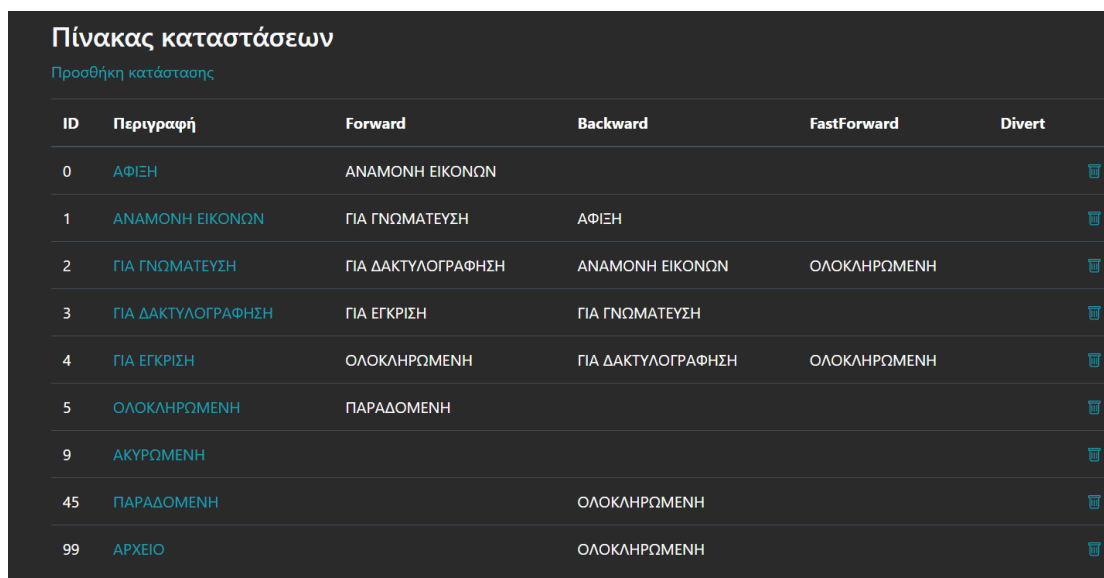 Πίνακας καταστάσεων
Προσθήκη κατάστασης
ID Περιγραφή Forward Backward FastForward Divert
0 ΑΦΙΞΗ ΑΝΑΜΟΝΗ ΕΙΚΟΝΩΝ
1 ΑΝΑΜΟΝΗ ΕΙΚΟΝΩΝ ΓΙΑ ΓΝΩΜΑΤΕΥΣΗ ΑΦΙΞΗ
2 ΓΙΑ ΓΝΩΜΑΤΕΥΣΗ ΓΙΑ ΔΑΚΤΥΛΟΓΡΑΦΗΣΗ ΑΝΑΜΟΝΗ ΕΙΚΟΝΩΝ ΟΛΟΚΛΗΡΩΜΕΝΗ
3 ΓΙΑ ΔΑΚΤΥΛΟΓΡΑΦΗΣΗ ΓΙΑ ΕΓΚΡΙΣΗ ΓΙΑ ΓΝΩΜΑΤΕΥΣΗ
4 ΓΙΑ ΕΓΚΡΙΣΗ ΟΛΟΚΛΗΡΩΜΕΝΗ ΓΙΑ ΔΑΚΤΥΛΟΓΡΑΦΗΣΗ ΟΛΟΚΛΗΡΩΜΕΝΗ
5 ΟΛΟΚΛΗΡΩΜΕΝΗ ΠΑΡΑΔΟΜΕΝΗ
9 ΑΚΥΡΩΜΕΝΗ
45 ΠΑΡΑΔΟΜΕΝΗ ΟΛΟΚΛΗΡΩΜΕΝΗ
99 ΑΡΧΕΙΟ ΟΛΟΚΛΗΡΩΜΕΝΗ